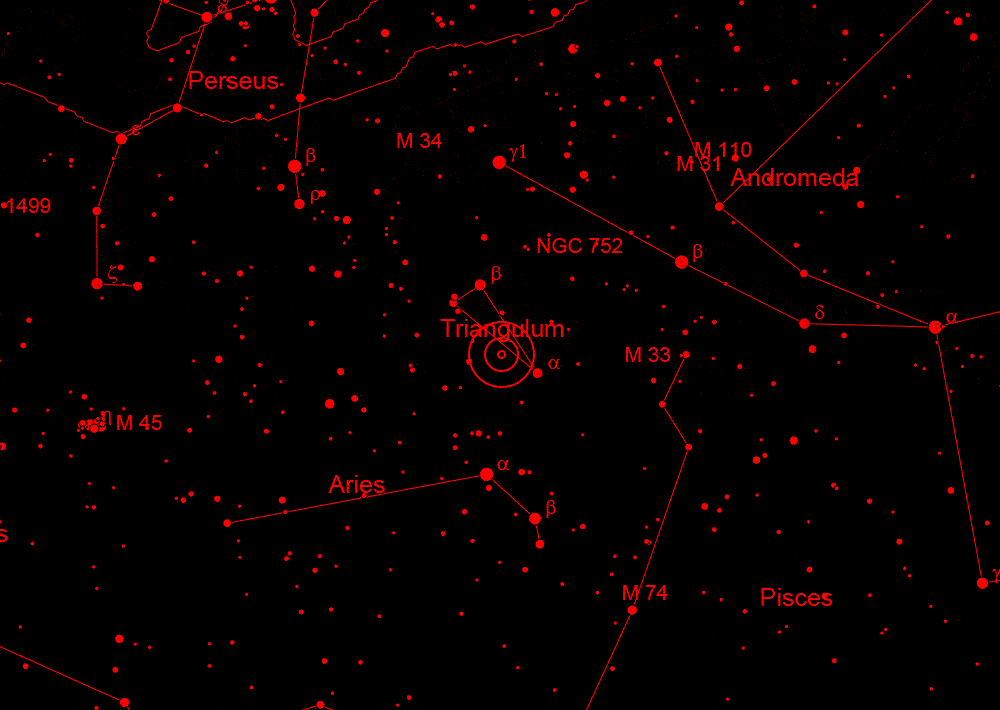 Perseus
ε
β
M 34
γ1
M 110
M 31
Andromeda
1499
ρ
NGC 752
β
ζ
β
δ
α
Triangulum
M 33
α
η
M 45
α
Aries
β
s
M 74
Pisces
γ